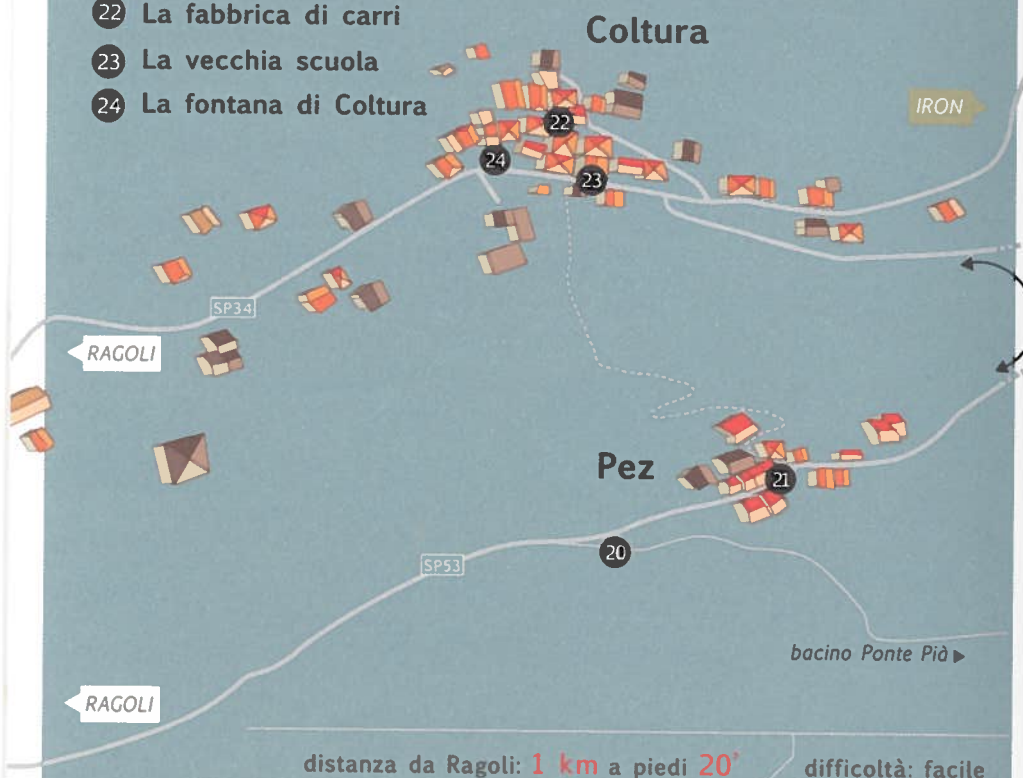 22 La fabbrica di carri
23 La vecchia scuola
24 La fontana di Coltura
Coltura
IRON
22
24
23
SP34
RAGOLI
Pez
21
20
SP53
bacino Ponte Pià
RAGOLI
distanza da Ragoli: 1 km a piedi 20'
difficoltà: facile